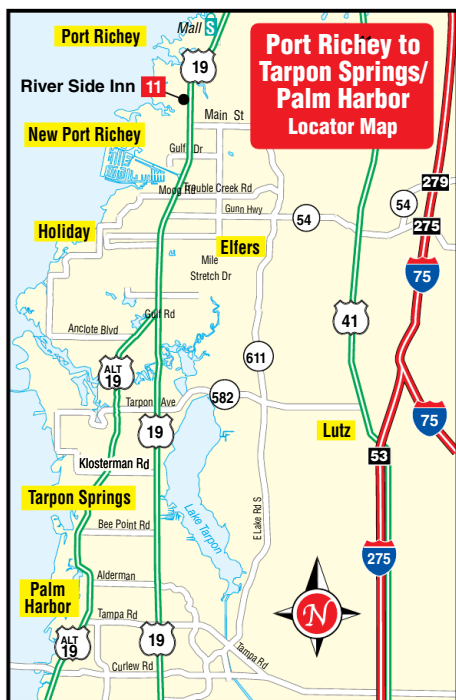 Port Richey
Mall
S
19
Port Richey to
Tarpon Springs/
Palm Harbor
Locator Map
River Side Inn 11
Main St
New Port Richey
Gulf Dr
Moog Rd
Trouble Creek Rd
279
Gunn Hwy
54
54
275
Holiday
Elfers
Mile
Stretch Dr
75
Gulf Rd
Anclote Blvd
41
ALT
19
611
582
Tarpon Ave
19
Lutz
75
53
Klosterman Rd
Tarpon Springs
Bee Point Rd
Lake Tarpon
E Lake Rd S
275
Alderman
Palm
Harbor
N
Tampa Rd
ALT
19
19
Tampa Rd
Curlew Rd